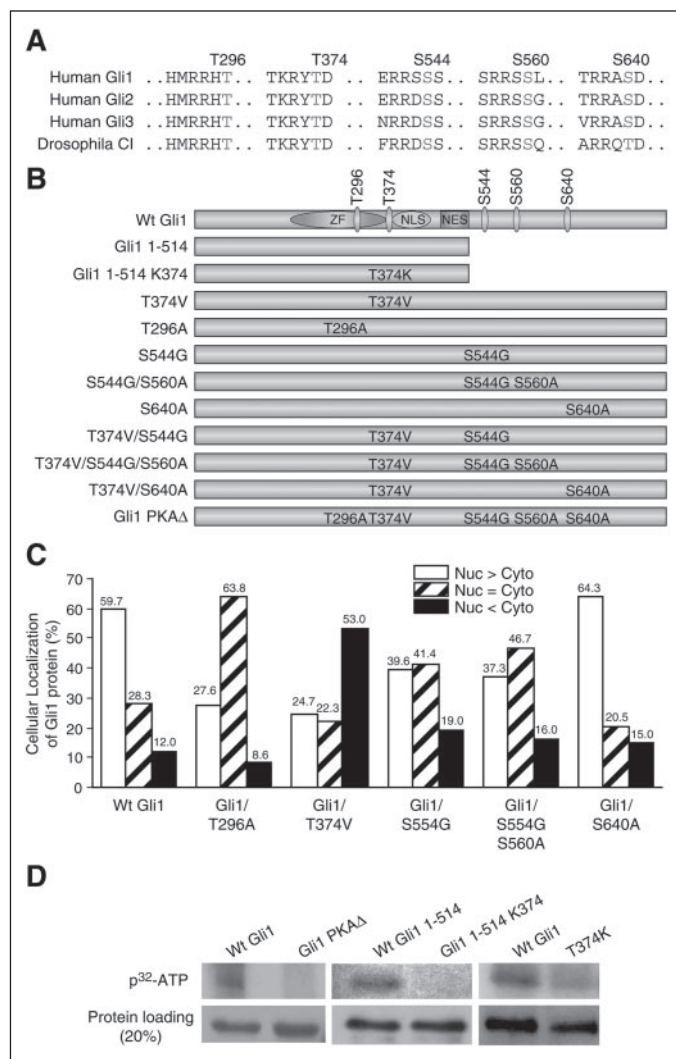 A
T296 T374 S544 S560 S640
Human Gli1 ..HMRRHT.. TKRYTD .. ERRSSS.. SRRSSL.. TRRASD..
Human Gli2 ..HMRRHT.. TKRYTD .. ERRDSS.. SRRSSG.. TRRASD..
Human Gli3 ..HMRRHT.. TKRYTD .. NRRDSS.. SRRSSG.. VRRASD..
Drosophila CI ..HMRRHT.. TKRYTD .. FRRDSS.. SRRSSQ ARRQTD..
B
T296 T374 S544 S560 S640
Wt Gli1 ZF NLS NES
Gli1 1-514
Gli1 1-514 K374 T374K
T374V T374V
T296A T296A
S544G S544G
S544G/S560A S544G S560A
S640A S640A
T374V/S544G T374V S544G
T374V/S544G/S560A T374V S544G S560A
T374V/S640A T374V S640A
Gli1 PKAΔ T296A T374V S544G S560A S640A
C
Cellular Localization
of Gli1 protein (%)
70
60
50
40
30
20
10
0
Nuc > Cyto
Nuc = Cyto
Nuc < Cyto
59.7 28.3 12.0
27.6 63.8 8.6
24.7 22.3 53.0
39.6 41.4 19.0
37.3 46.7 16.0
64.3 20.5 15.0
Wt Gli1
Gli1/
T296A
Gli1/
T374V
Gli1/
S554G
Gli1/
S554G
S560A
Gli1/
S640A
D
Wt Gli1 Gli1 PKAΔ Wt Gli1 1-514 Gli1 1-514 K374 Wt Gli1 T374K
p32-ATP
Protein loading
(20%)